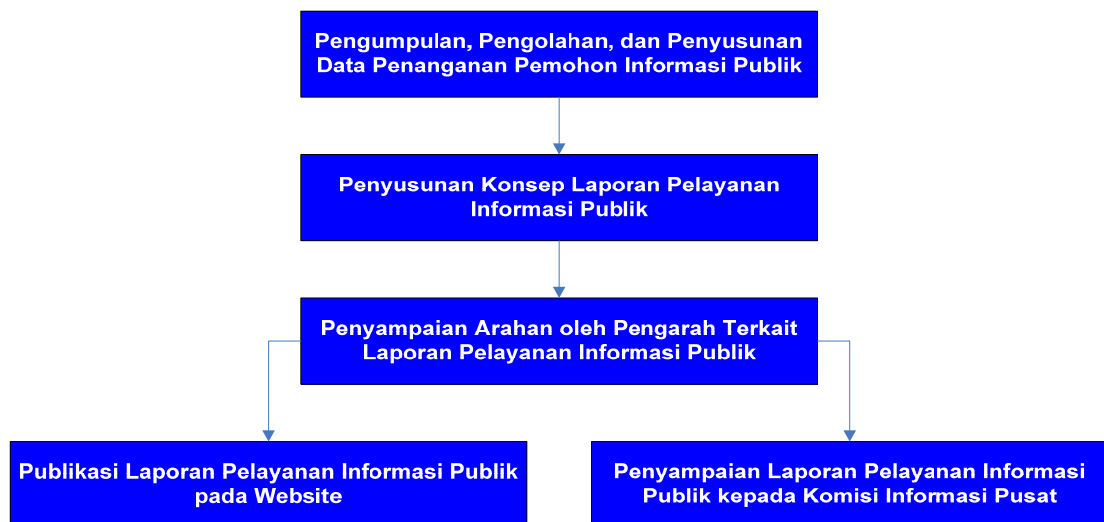 Pengumpulan, Pengolahan, dan Penyusunan
Data Penanganan Pemohon Informasi Publik
Penyusunan Konsep Laporan Pelayanan
Informasi Publik
Penyampaian Arahan oleh Pengarah Terkait
Laporan Pelayanan Informasi Publik
Publikasi Laporan Pelayanan Informasi Publik
pada Website
Penyampaian Laporan Pelayanan Informasi
Publik kepada Komisi Informasi Pusat